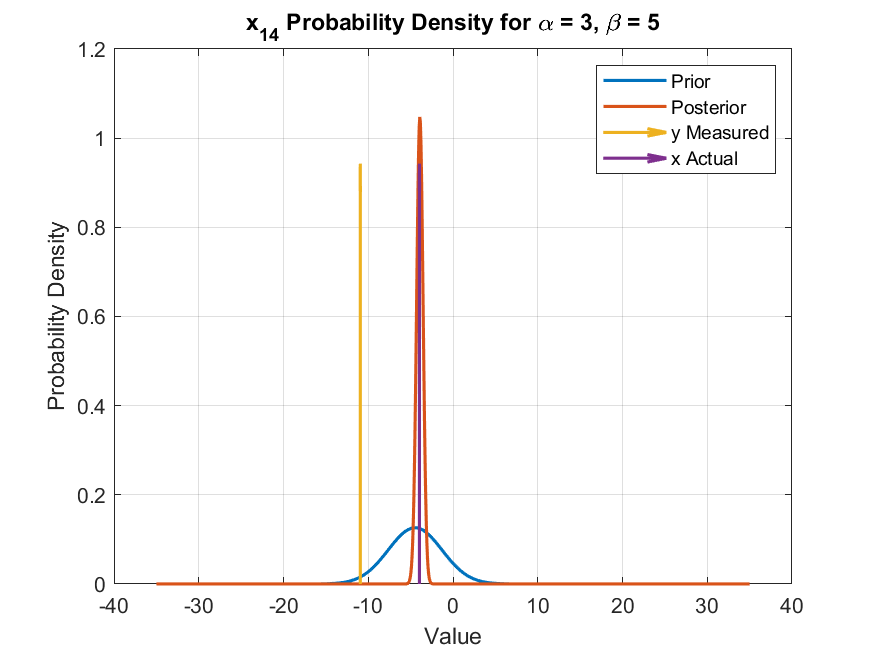 x14 Probability Density for α = 3, β = 5
1.2
1
0.8
0.6
0.4
0.2
0
Probability Density
Prior
Posterior
y Measured
x Actual
-40 -30 -20 -10 0 10 20 30 40
Value